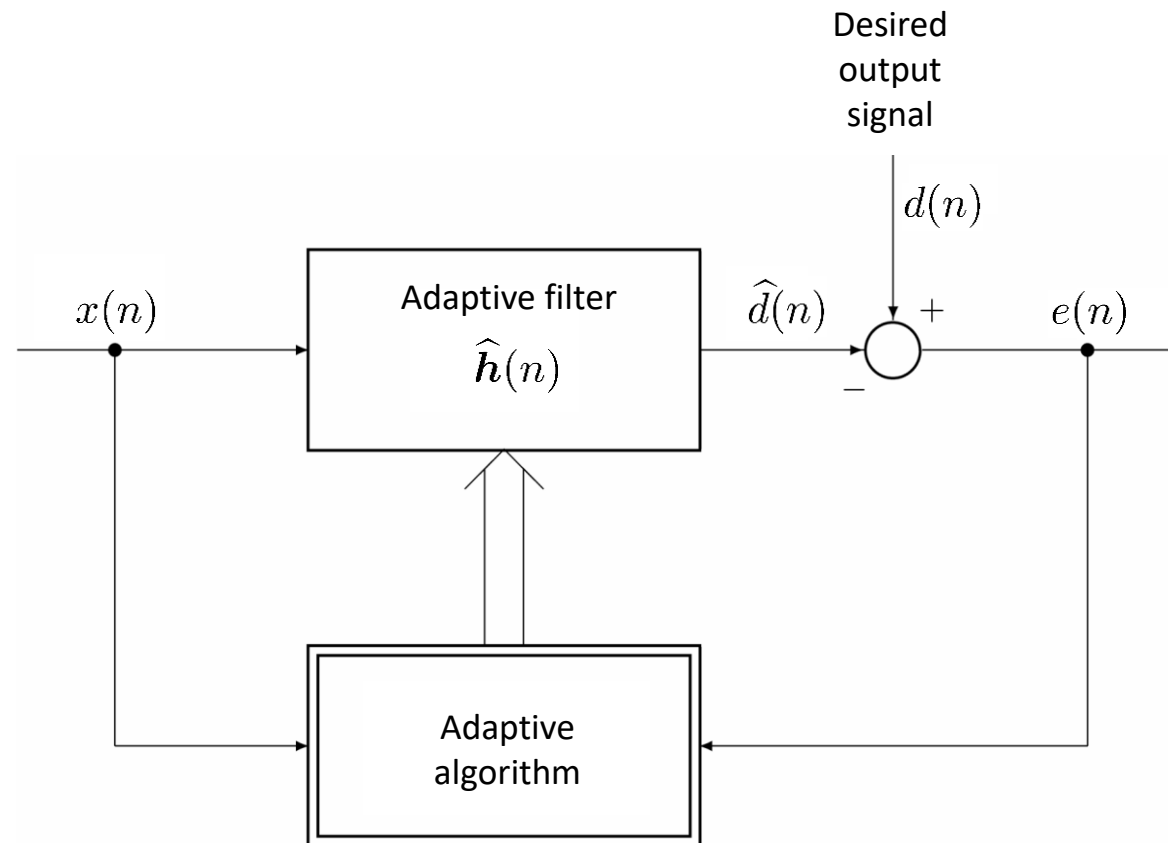 Desired
output
signal
d(n)
x(n)
Adaptive filter
ĥ(n)
d̂(n)
+
−
e(n)
Adaptive
algorithm